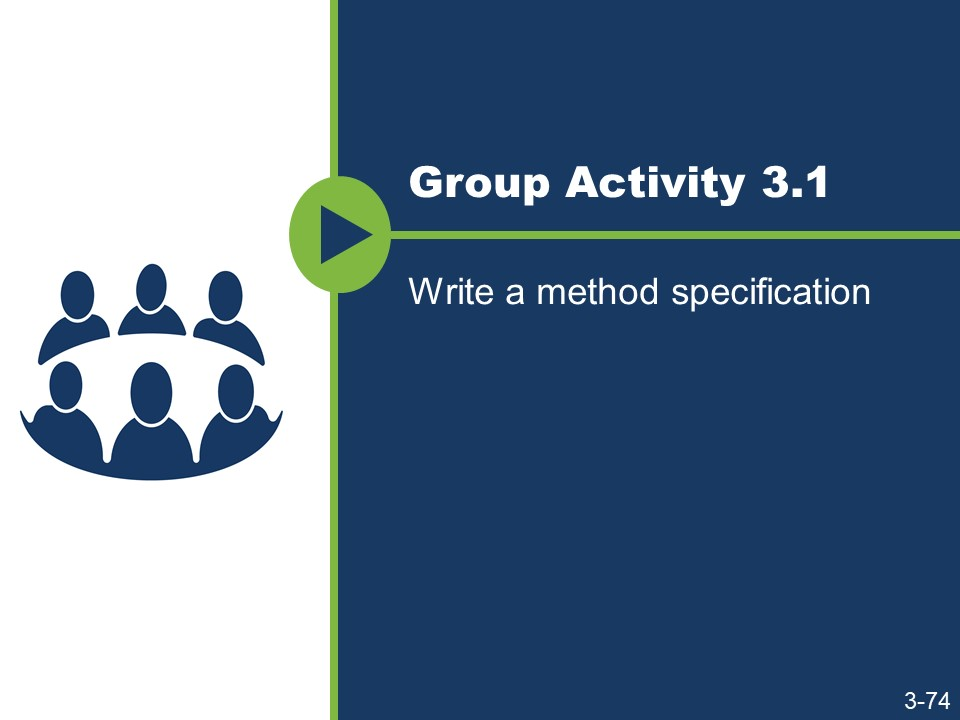 Group Activity 3.1
Write a method specification
3-74